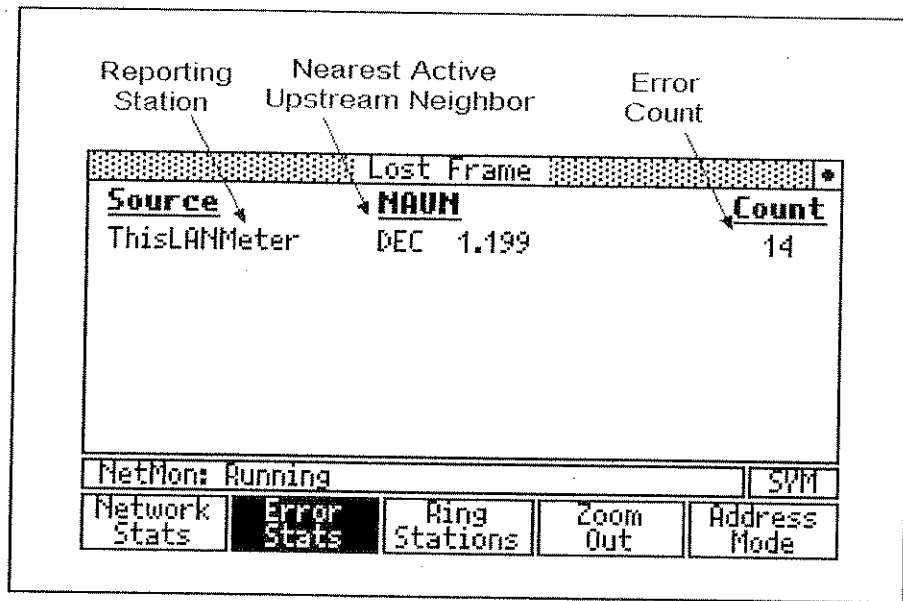 Reporting Station
Nearest Active Upstream Neighbor
Error Count
Lost Frame
Source NAUN Count
ThisLANMeter DEC 1.199 14
NetMon: Running SYM
Network Stats
Error Stats
Ring Stations
Zoom Out
Address Mode